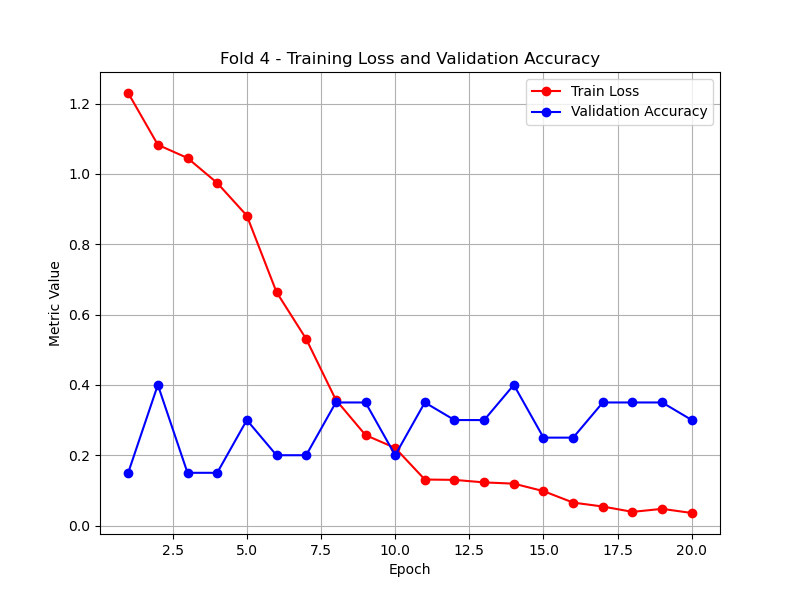 Fold 4 - Training Loss and Validation Accuracy
Train Loss
Validation Accuracy
Metric Value
1.2
1.0
0.8
0.6
0.4
0.2
0.0
2.5 5.0 7.5 10.0 12.5 15.0 17.5 20.0
Epoch